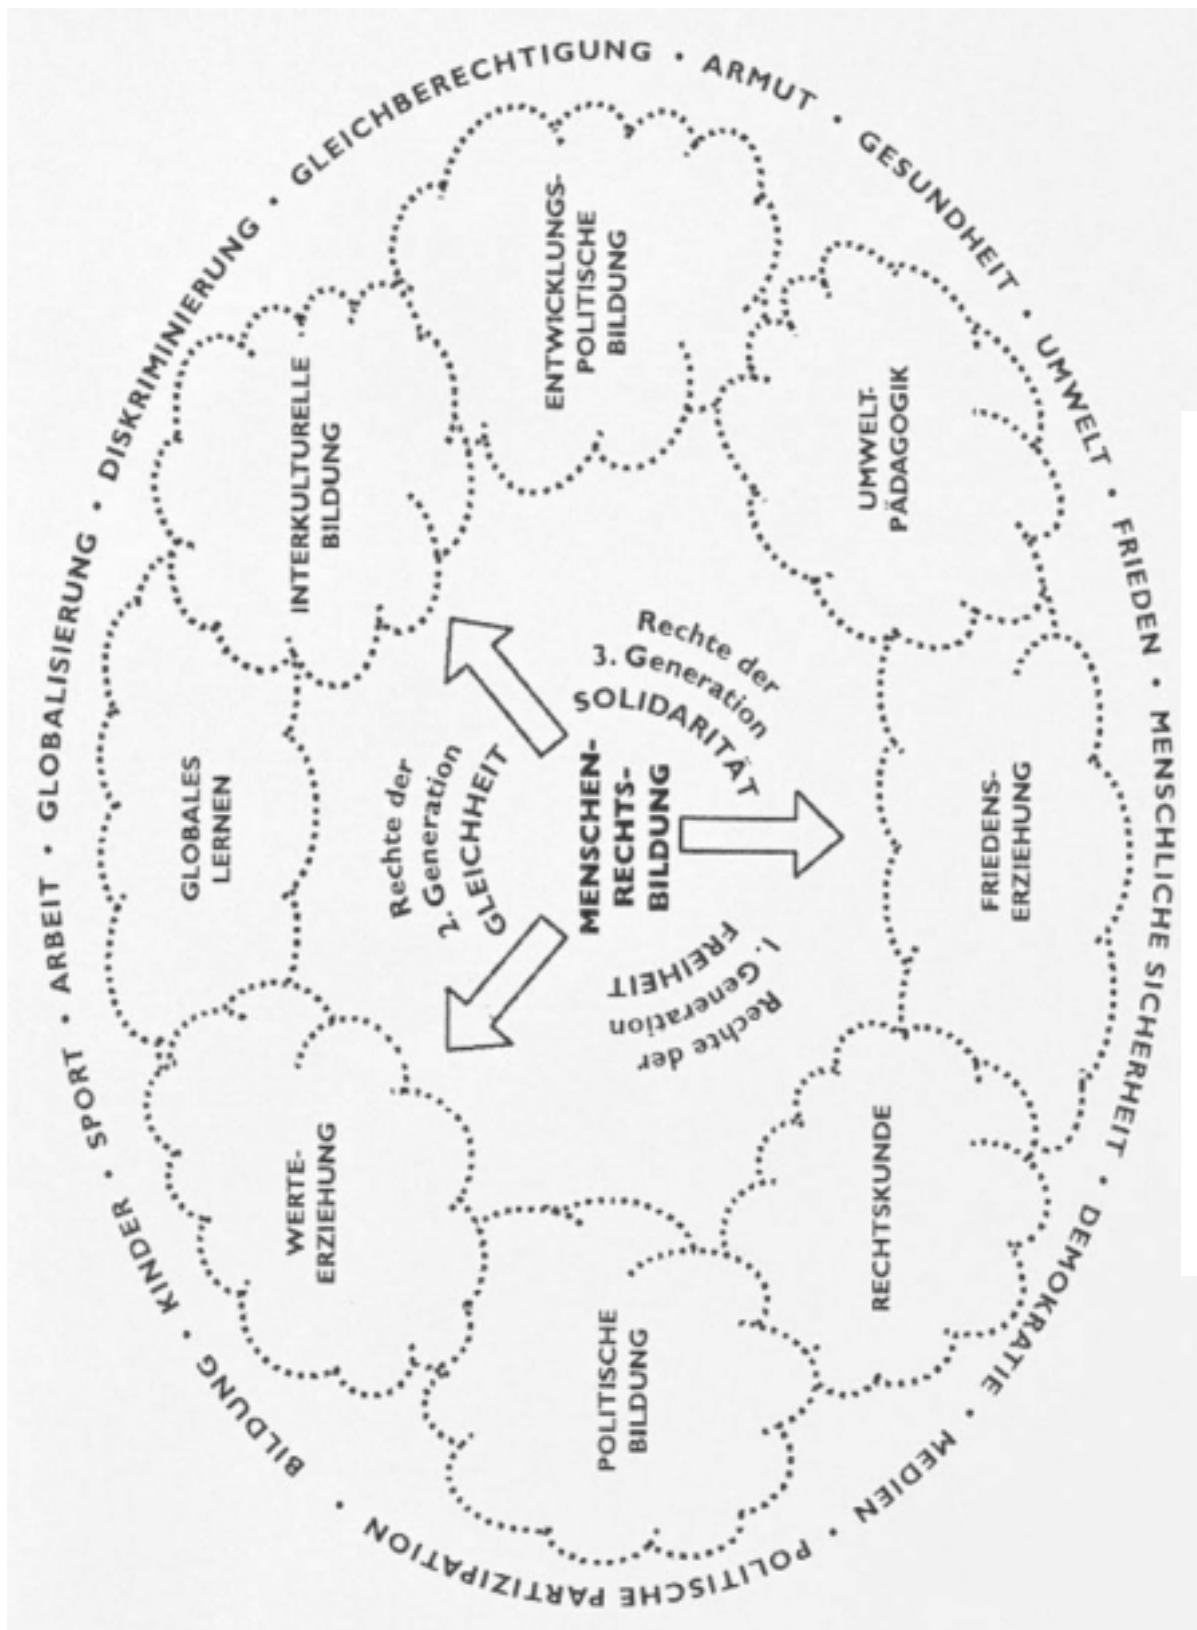 BILDUNG · KINDER · SPORT · ARBEIT · GLOBALISIERUNG · DISKRIMINIERUNG · GLEICHBERECHTIGUNG · ARMUT · GESUNDHEIT · UMWELT · FRIEDEN · MENSCHLICHE SICHERHEIT · DEMOKRATIE · MEDIEN · POLITISCHE PARTIZIPATION ·
GLOBALES
LERNEN
WERTE-
ERZIEHUNG
INTERKULTURELLE
BILDUNG
Rechte der
2. Generation
GLEICHHEIT
POLITISCHE
BILDUNG
MENSCHEN-
RECHTS-
BILDUNG
ENTWICKLUNGS-
POLITISCHE
BILDUNG
Rechte der
1. Generation
FREIHEIT
Rechte der
3. Generation
SOLIDARITÄT
RECHTSKUNDE
UMWELT-
PÄDAGOGIK
FRIEDENS-
ERZIEHUNG